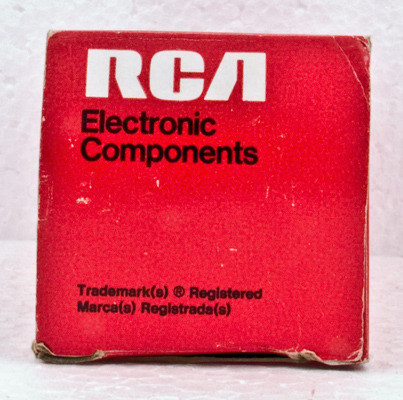 RCA
Electronic
Components
Trademark(s) ® Registered
Marca(s) Registrada(s)